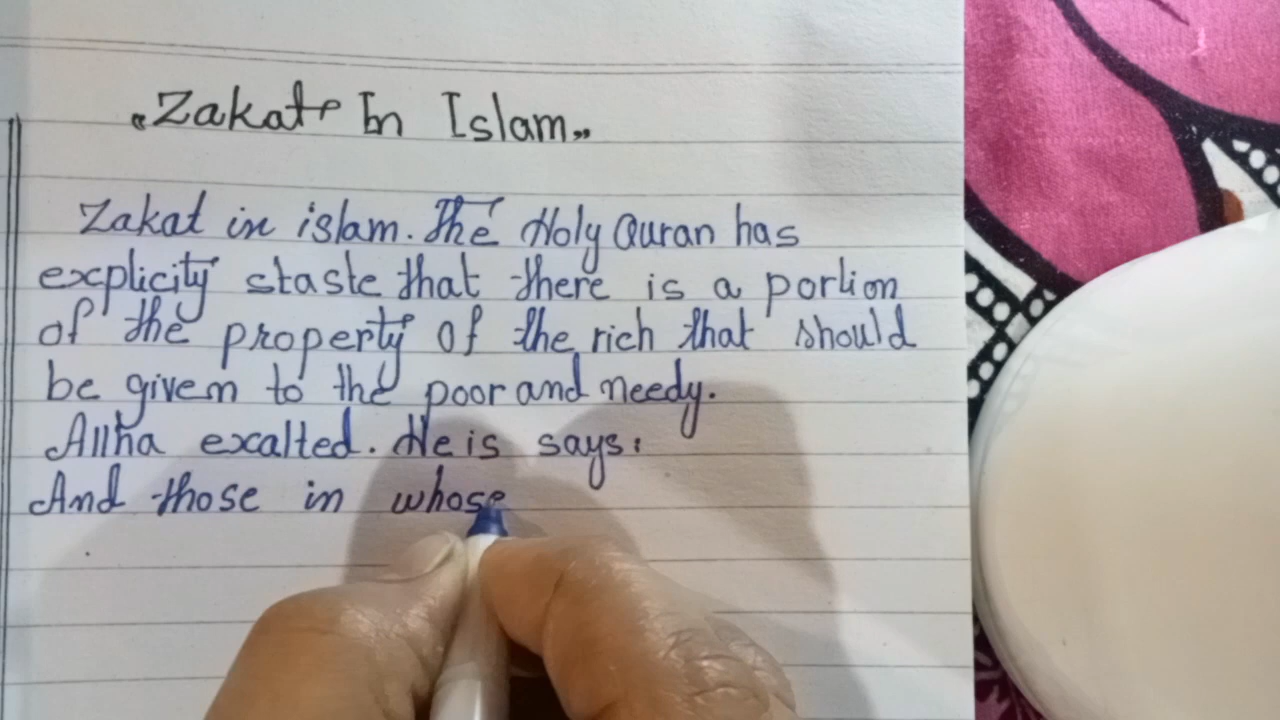 "Zakat In Islam"
Zakat in islam. The Holy Quran has
explicity staste that there is a portion
of the property of the rich that should
be given to the poor and needy.
Allha exalted. He is says:
And those in whose